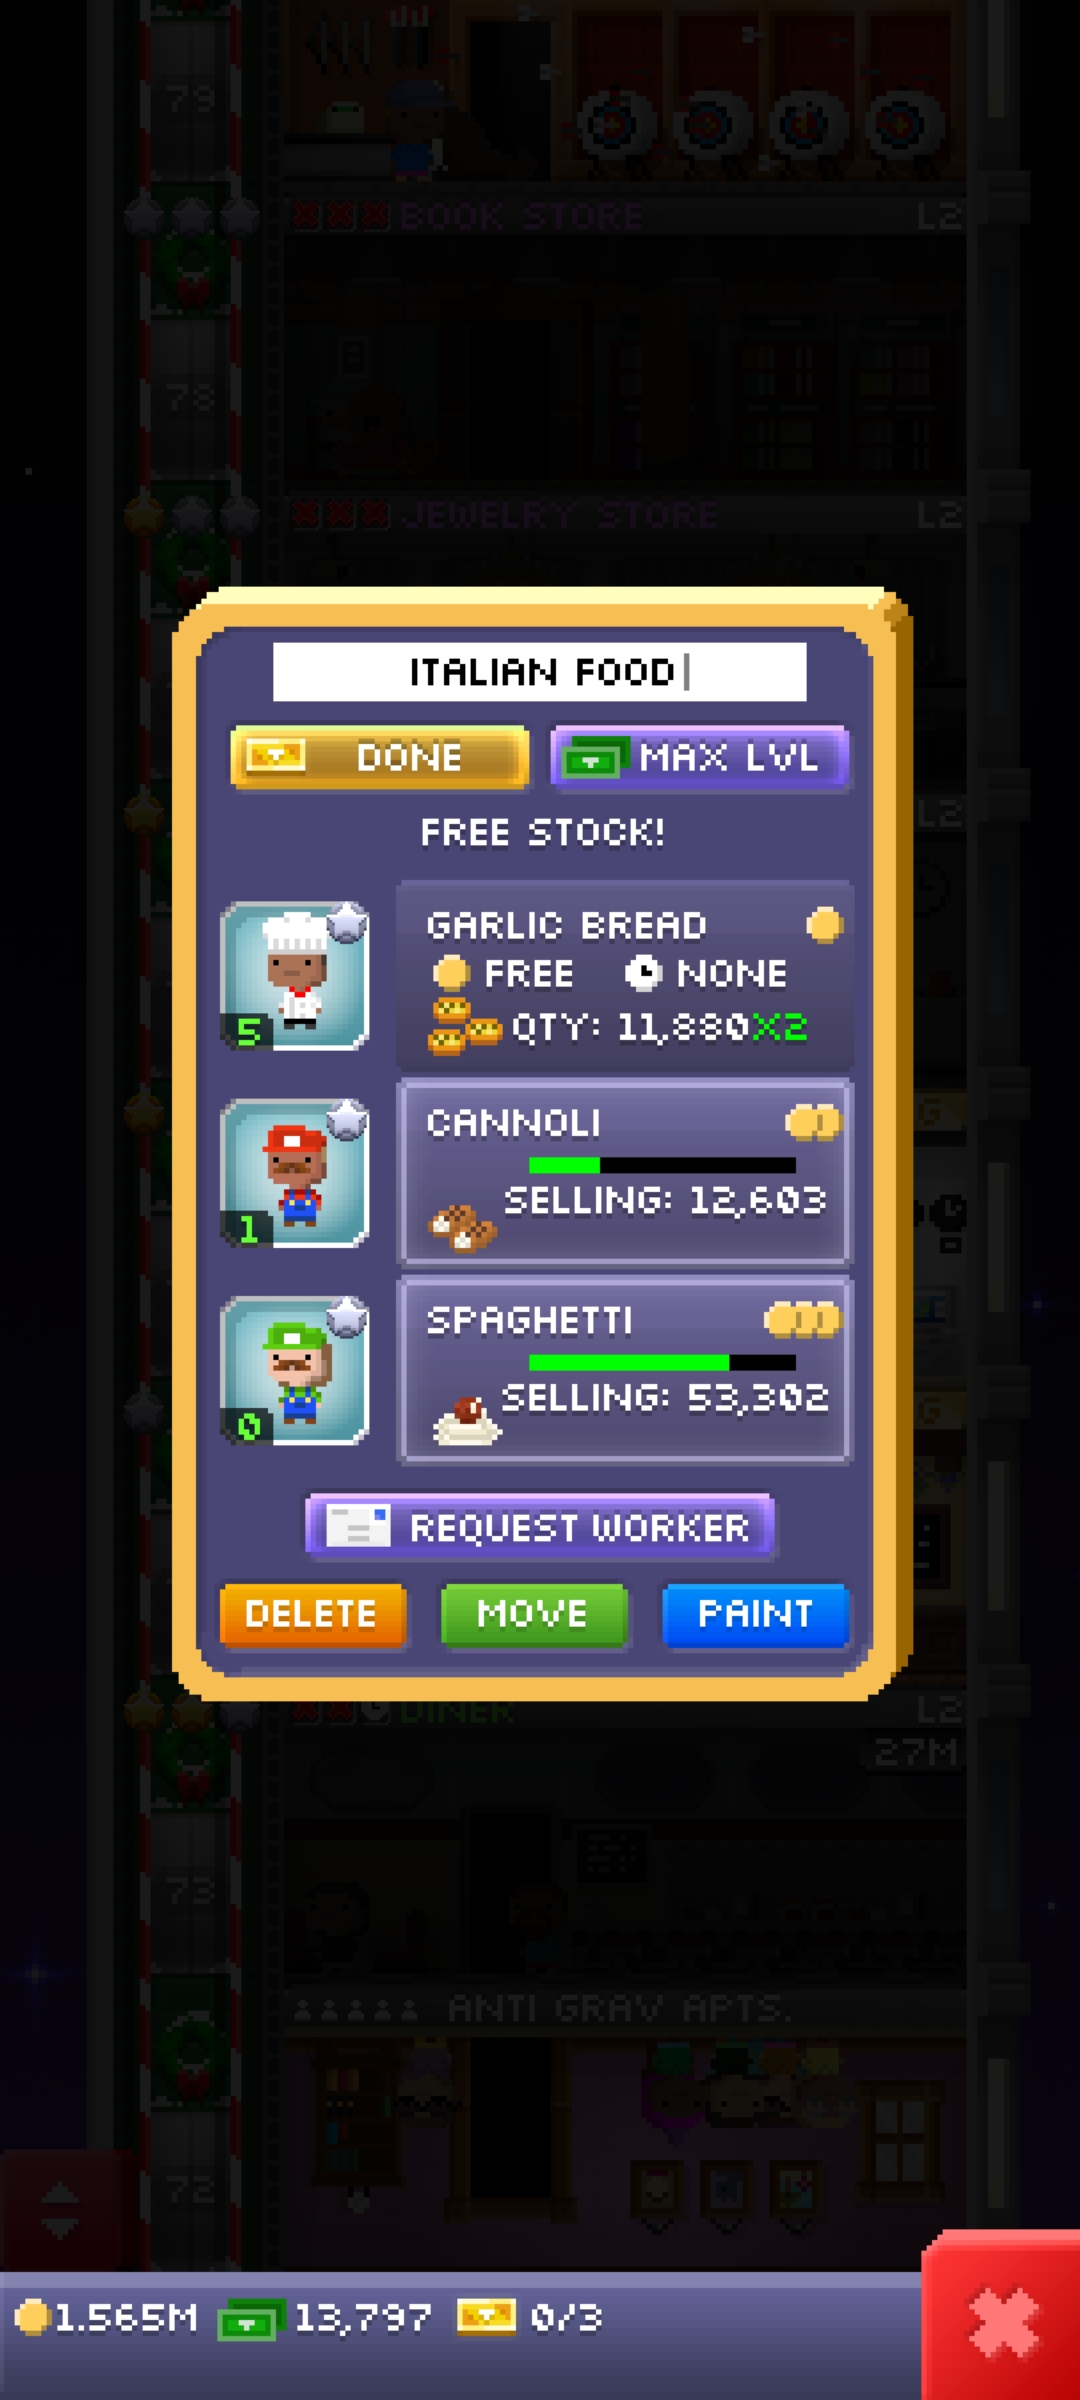 79
BOOK STORE L2
78
JEWELRY STORE L2
ITALIAN FOOD
DONE MAX LVL
L2
FREE STOCK!
GARLIC BREAD
FREE NONE
5 QTY: 11,880X2
CANNOLI
G
SELLING: 12,603
1
SPAGHETTI
SELLING: 53,302
G
0
REQUEST WORKER
DELETE MOVE PAINT
DINER L2
27M
73
ANTI GRAV APTS.
72
1.565M 13,797 0/3